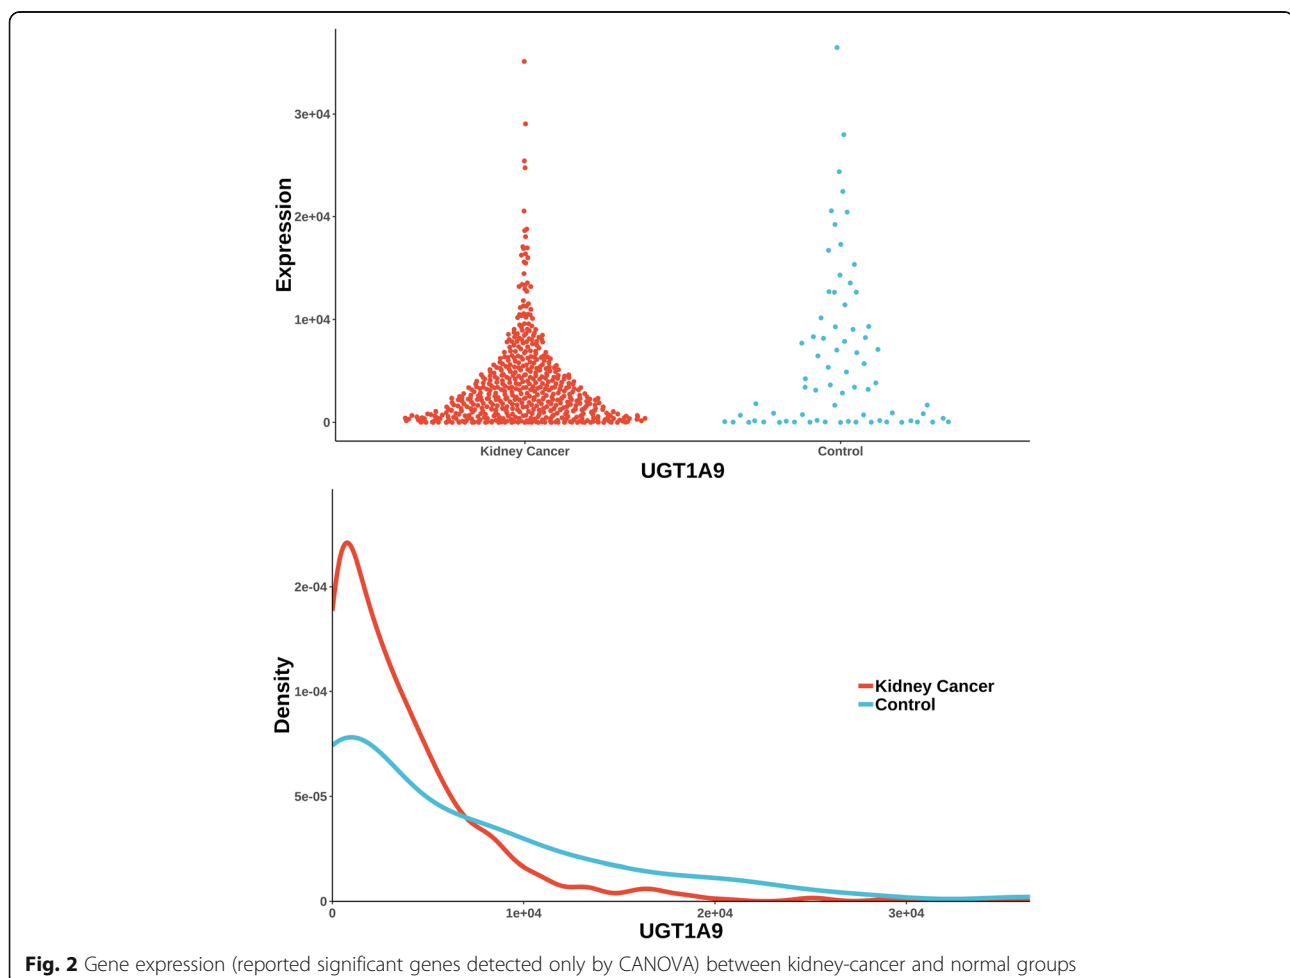 3e+04
2e+04
1e+04
0
Expression
Kidney Cancer Control
UGT1A9
2e-04
1e-04
5e-05
0
Density
Kidney Cancer
Control
0 1e+04 2e+04 3e+04
UGT1A9
Fig. 2 Gene expression (reported significant genes detected only by CANOVA) between kidney-cancer and normal groups